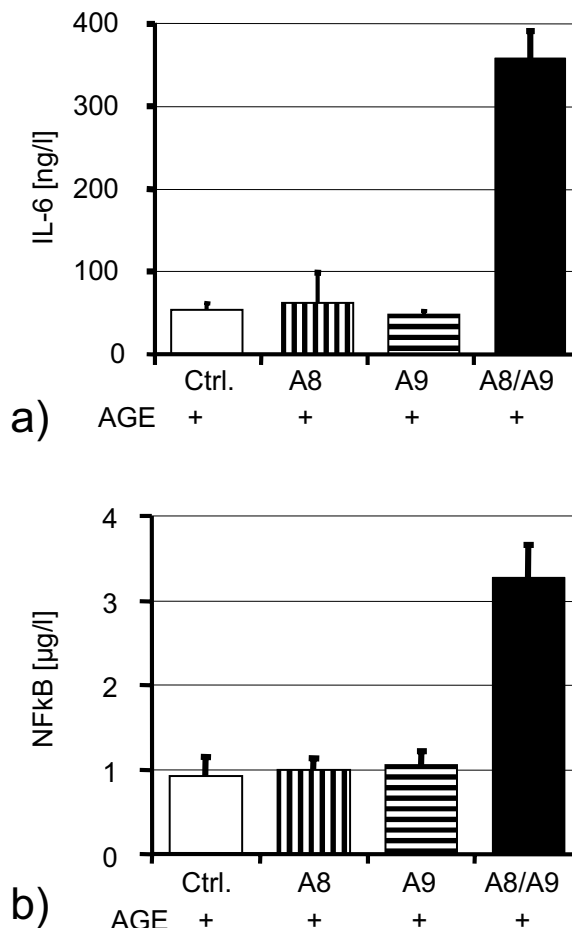 400
300
200
100
0
IL-6 [ng/l]
Ctrl. A8 A9 A8/A9
a) AGE + + + +
4
3
2
1
0
NFkB [µg/l]
Ctrl. A8 A9 A8/A9
b) AGE + + + +